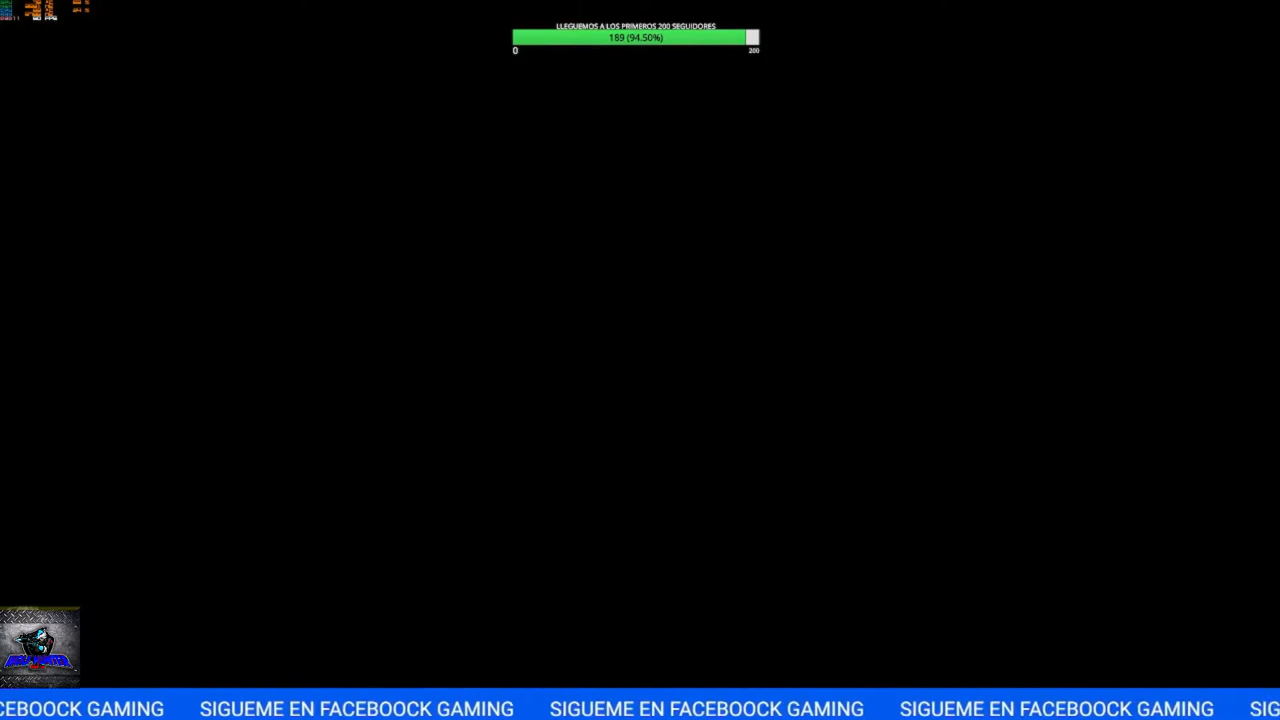 LLEGUEMOS A LOS PRIMEROS 200 SEGUIDORES
189 (94.50%)
0 200
CEBOOCK GAMING SIGUEME EN FACEBOOCK GAMING SIGUEME EN FACEBOOCK GAMING SIGUEME EN FACEBOOCK GAMING SIG